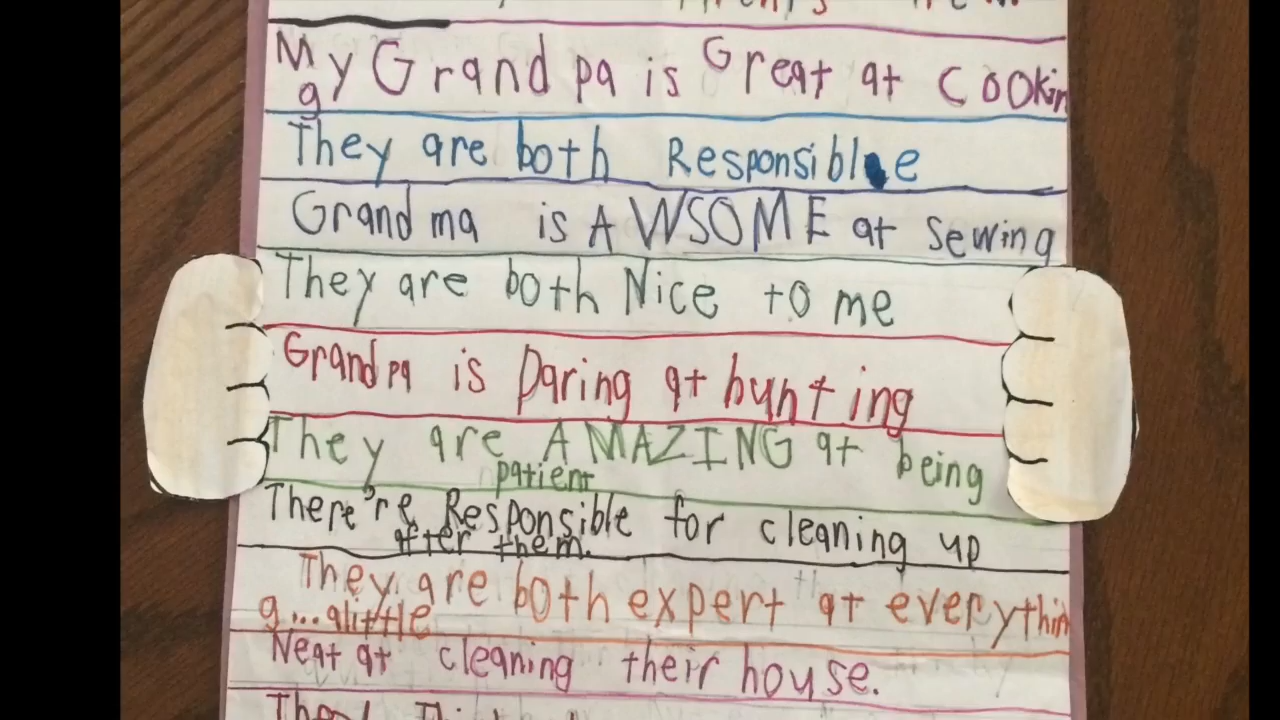 My Grandpa is Great at Cookin
g
They are both Responsible
Grandma is AWSOME at sewing
They are both Nice to me
Grandpa is Daring at hunting
They are AMAZING at being
patient
There're Responsible for cleaning up
after them.
They are both expert at everythin
g...alittle
Neat at cleaning their house.